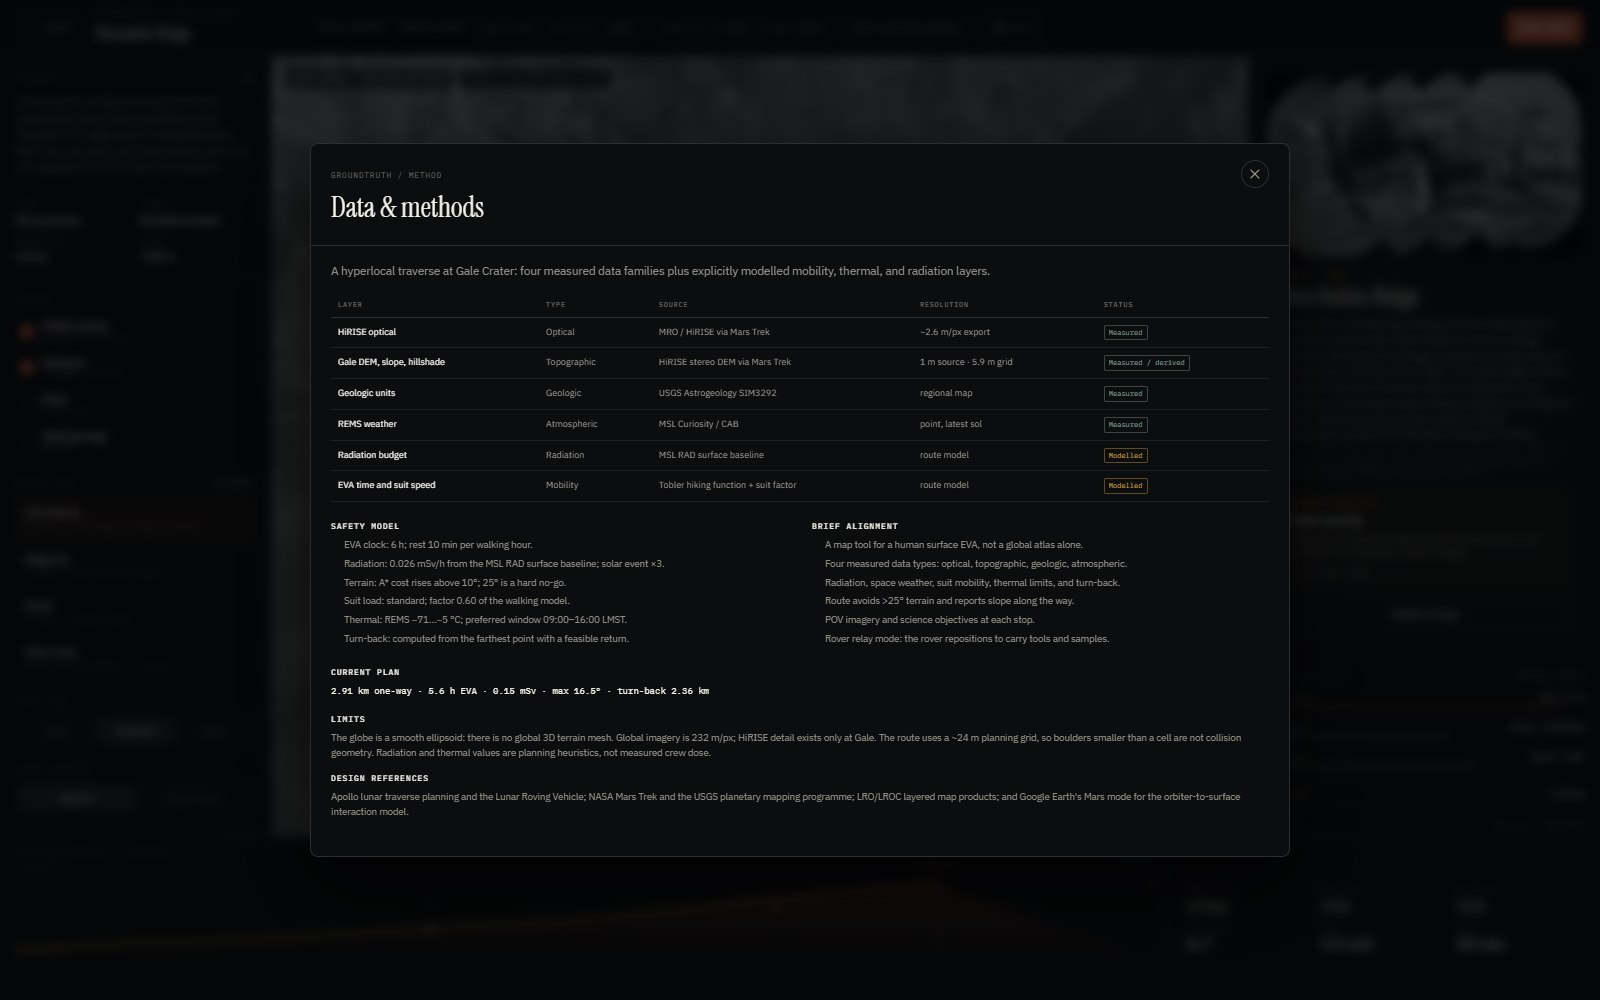 GROUNDTRUTH / METHOD
Data & methods
A hyperlocal traverse at Gale Crater: four measured data families plus explicitly modelled mobility, thermal, and radiation layers.
LAYER TYPE SOURCE RESOLUTION STATUS
HiRISE optical Optical MRO / HiRISE via Mars Trek ~2.6 m/px export Measured
Gale DEM, slope, hillshade Topographic HiRISE stereo DEM via Mars Trek 1 m source · 5.9 m grid Measured / derived
Geologic units Geologic USGS Astrogeology SIM3292 regional map Measured
REMS weather Atmospheric MSL Curiosity / CAB point, latest sol Measured
Radiation budget Radiation MSL RAD surface baseline route model Modelled
EVA time and suit speed Mobility Tobler hiking function + suit factor route model Modelled
SAFETY MODEL
EVA clock: 6 h; rest 10 min per walking hour.
Radiation: 0.026 mSv/h from the MSL RAD surface baseline; solar event ×3.
Terrain: A* cost rises above 10°; 25° is a hard no-go.
Suit load: standard; factor 0.60 of the walking model.
Thermal: REMS −71…−5 °C; preferred window 09:00–16:00 LMST.
Turn-back: computed from the farthest point with a feasible return.
BRIEF ALIGNMENT
A map tool for a human surface EVA, not a global atlas alone.
Four measured data types: optical, topographic, geologic, atmospheric.
Radiation, space weather, suit mobility, thermal limits, and turn-back.
Route avoids >25° terrain and reports slope along the way.
POV imagery and science objectives at each stop.
Rover relay mode: the rover repositions to carry tools and samples.
CURRENT PLAN
2.91 km one-way · 5.6 h EVA · 0.15 mSv · max 16.5° · turn-back 2.36 km
LIMITS
The globe is a smooth ellipsoid: there is no global 3D terrain mesh. Global imagery is 232 m/px; HiRISE detail exists only at Gale. The route uses a ~24 m planning grid, so boulders smaller than a cell are not collision
geometry. Radiation and thermal values are planning heuristics, not measured crew dose.
DESIGN REFERENCES
Apollo lunar traverse planning and the Lunar Roving Vehicle; NASA Mars Trek and the USGS planetary mapping programme; LRO/LROC layered map products; and Google Earth's Mars mode for the orbiter-to-surface
interaction model.